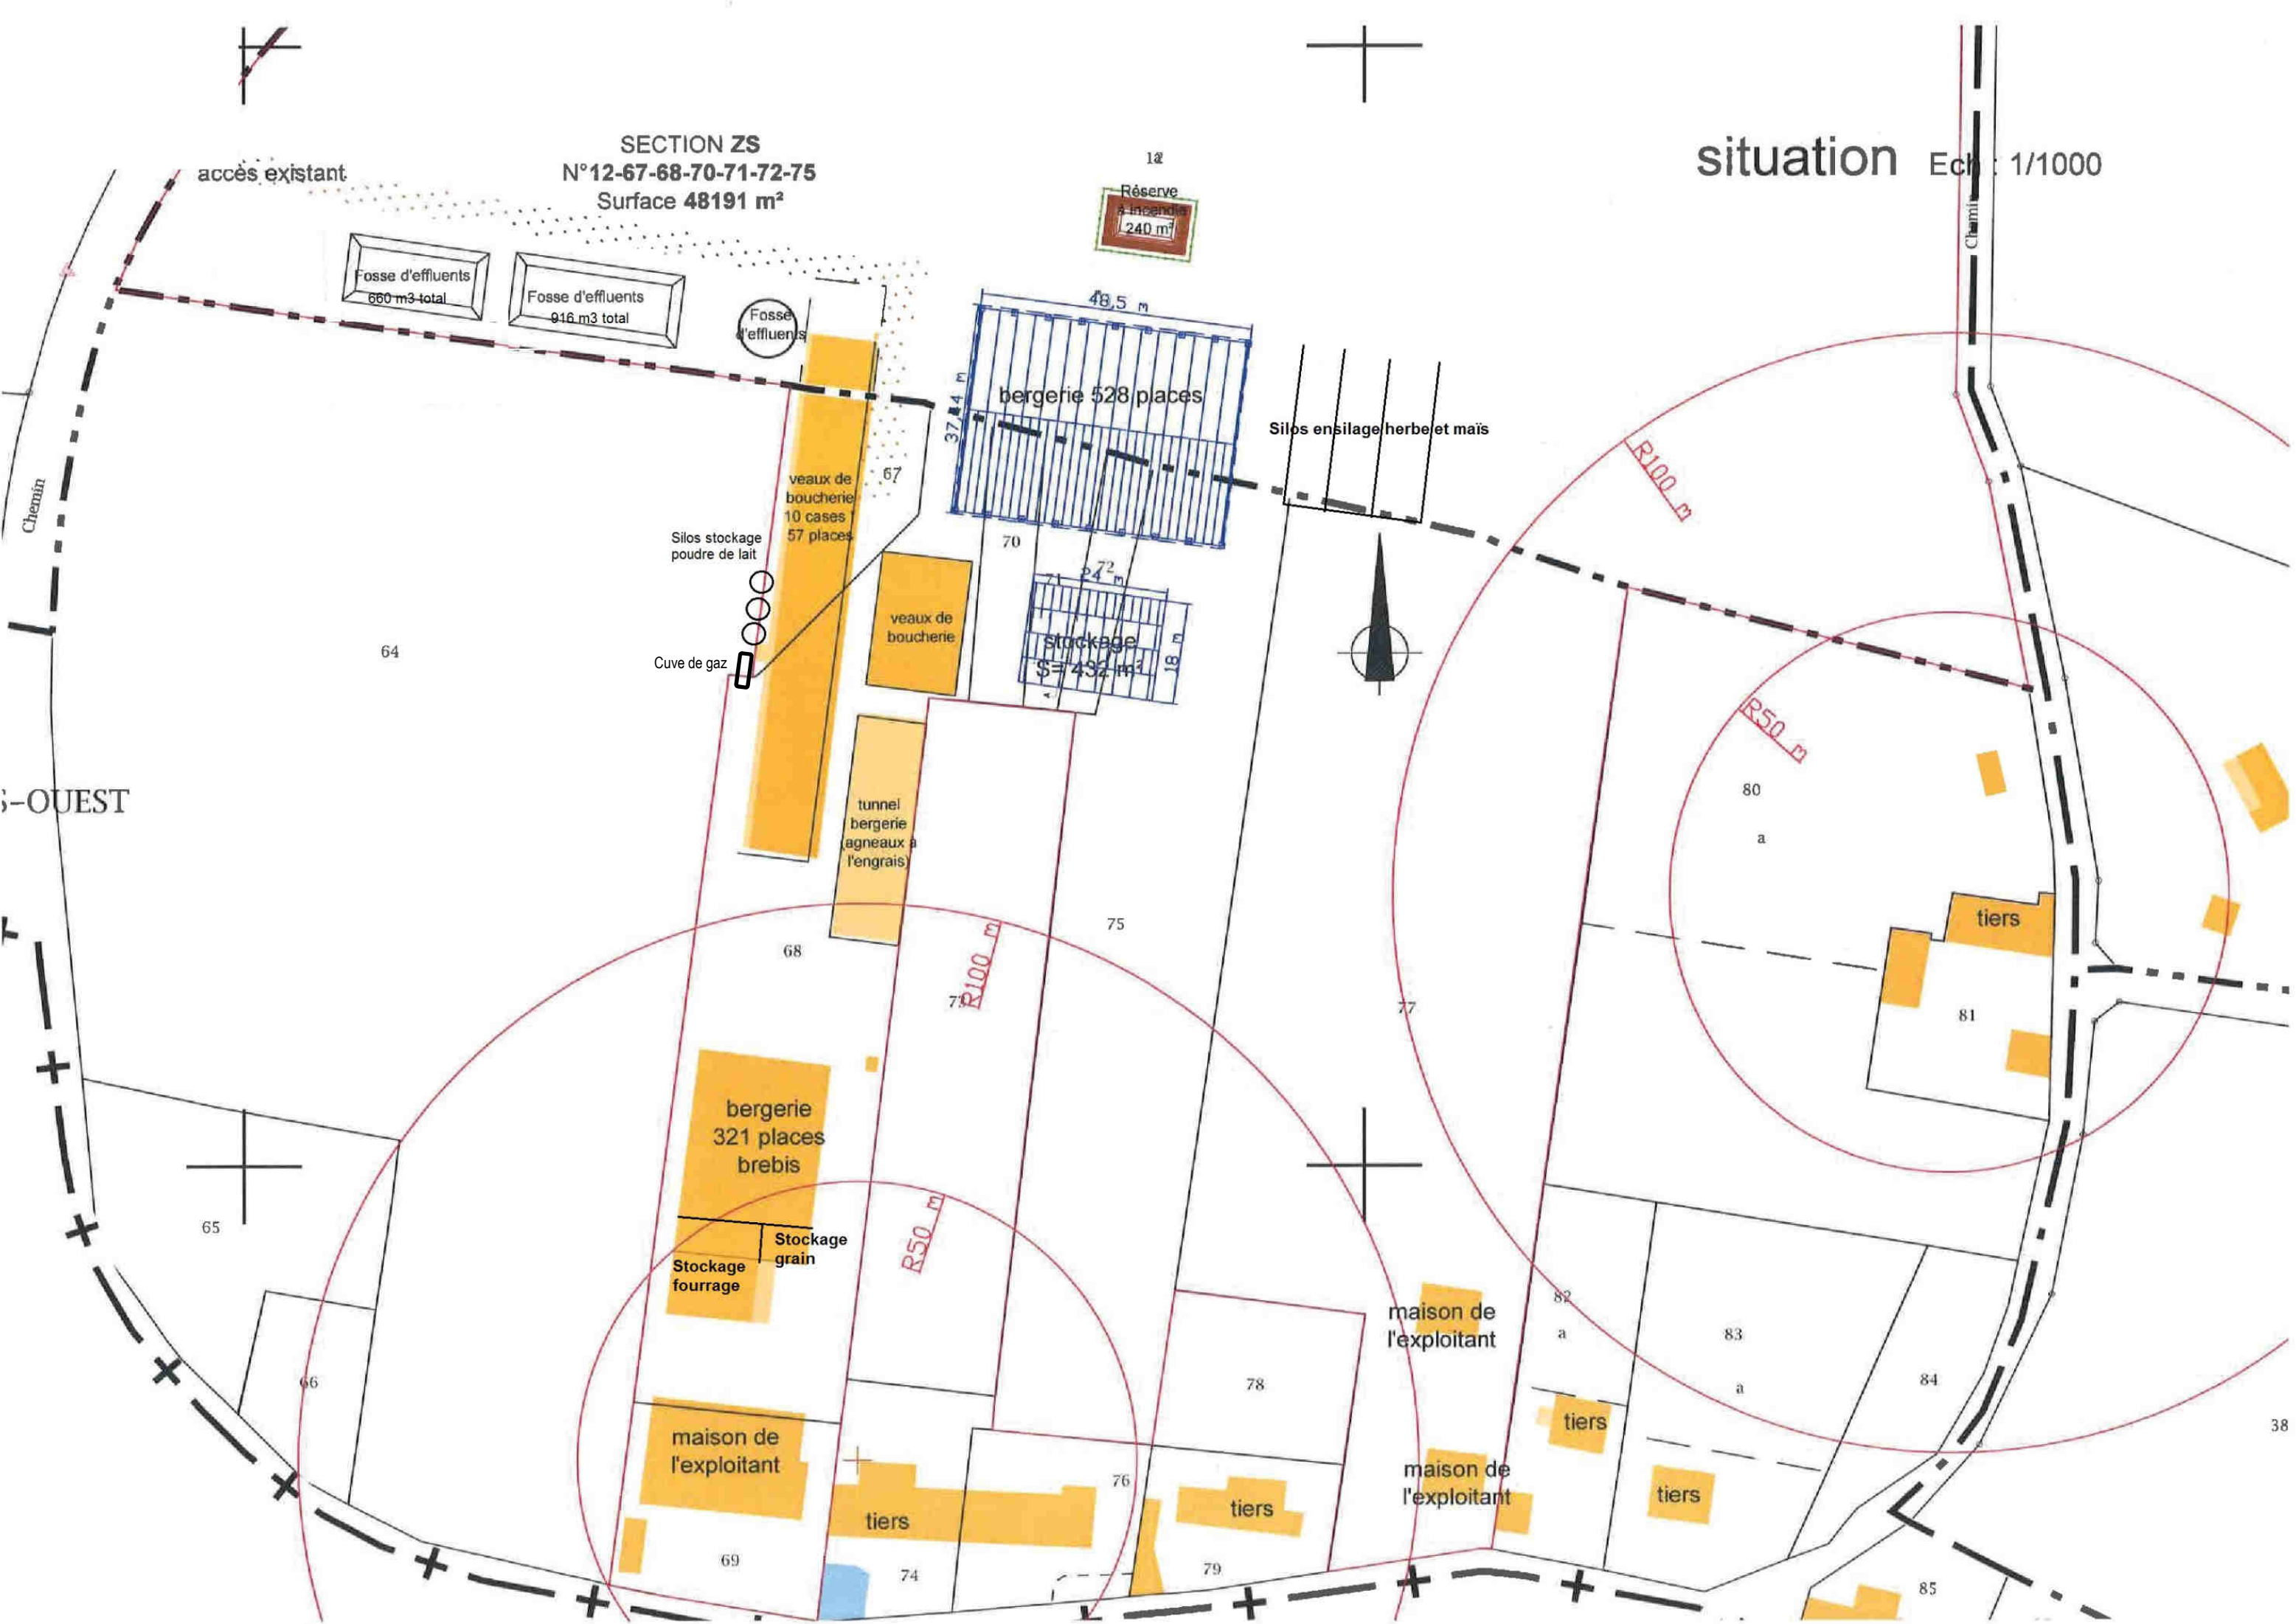 SECTION ZS
N°12-67-68-70-71-72-75
Surface 48191 m²
accès existant
situation Ech : 1/1000
Chemin
Réserve
à incendie
240 m³
Fosse d'effluents
660 m3 total
Fosse d'effluents
916 m3 total
Fosse
d'effluents
48,5 m
37,44 m
bergerie 528 places
Silos ensilage herbe et maïs
R100 m
Chemin
veaux de
boucherie
10 cases
57 places
67
Silos stockage
poudre de lait
70
71
72
24 m
18 m
stockage
S= 432 m²
veaux de
boucherie
Cuve de gaz
64
R50 m
S-OUEST
80
a
tunnel
bergerie
(agneaux à
l'engrais)
tiers
75
68
R100 m
73
77
81
bergerie
321 places
brebis
65
R50 m
Stockage
grain
Stockage
fourrage
maison de
l'exploitant
82
a
83
a
84
66
78
38
tiers
maison de
l'exploitant
maison de
l'exploitant
76
tiers
tiers
tiers
69
74
79
85